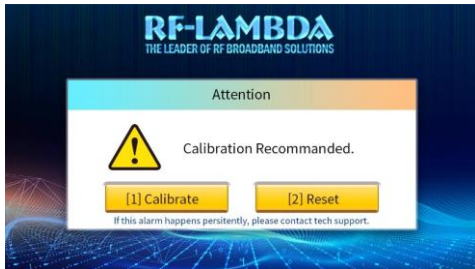 RF-LAMBDA
THE LEADER OF RF BROADBAND SOLUTIONS
Attention
Calibration Recommanded.
[1] Calibrate
[2] Reset
If this alarm happens persitently, please contact tech support.